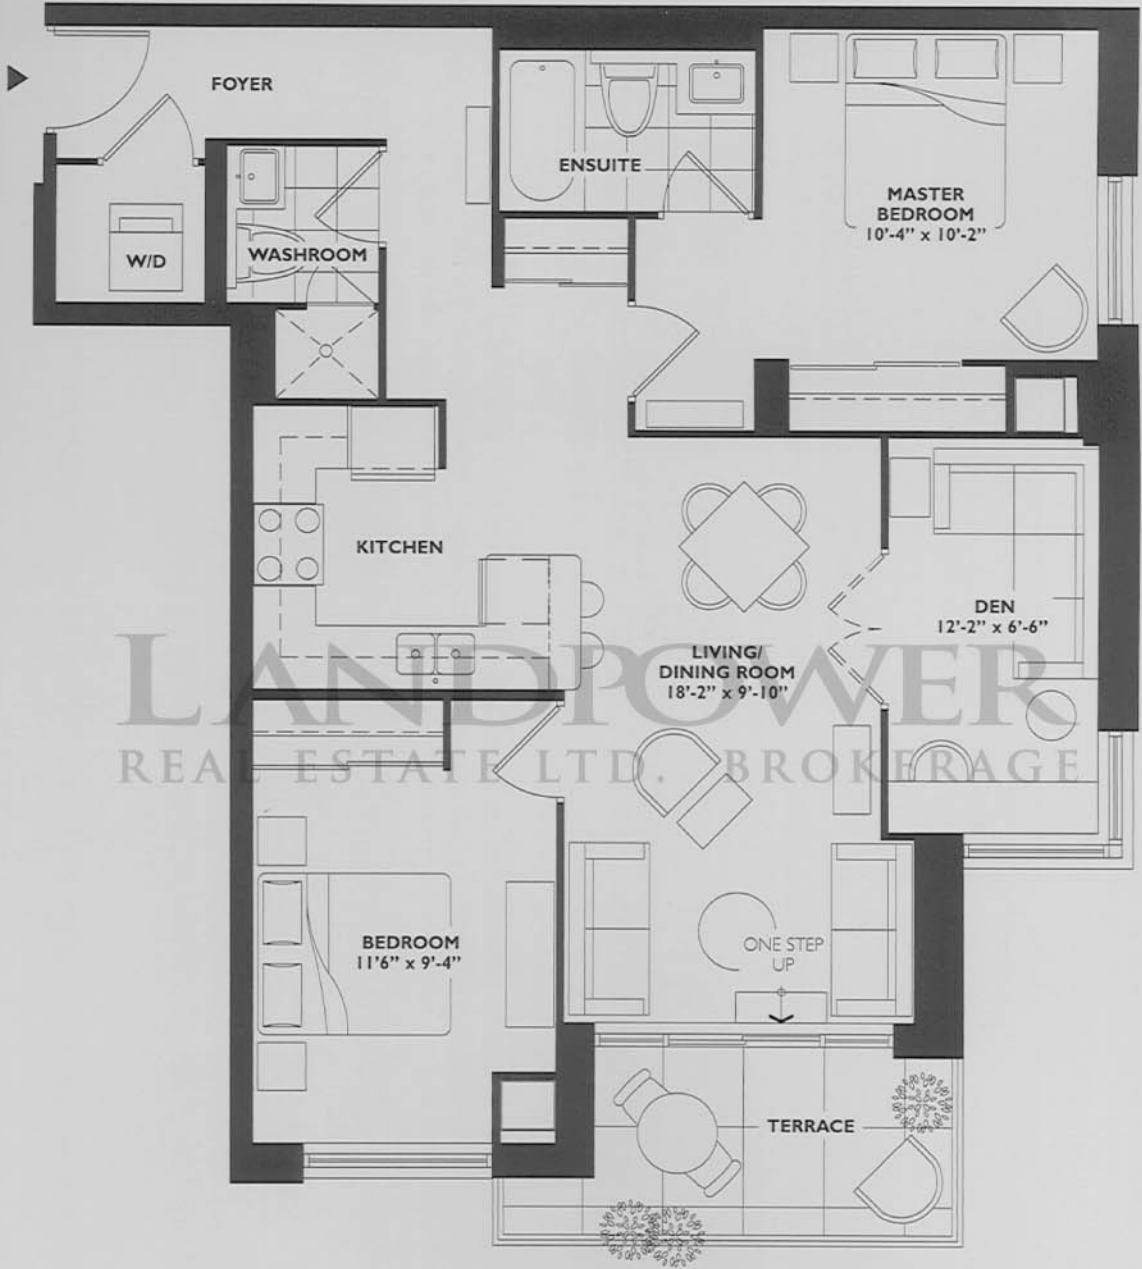 FOYER
ENSUITE
MASTER
BEDROOM
10'-4" x 10'-2"
W/D
WASHROOM
KITCHEN
DEN
12'-2" x 6'-6"
LIVING/
DINING ROOM
18'-2" x 9'-10"
LANDPOWER
REAL ESTATE LTD. BROKERAGE
BEDROOM
11'6" x 9'-4"
ONE STEP
UP
TERRACE